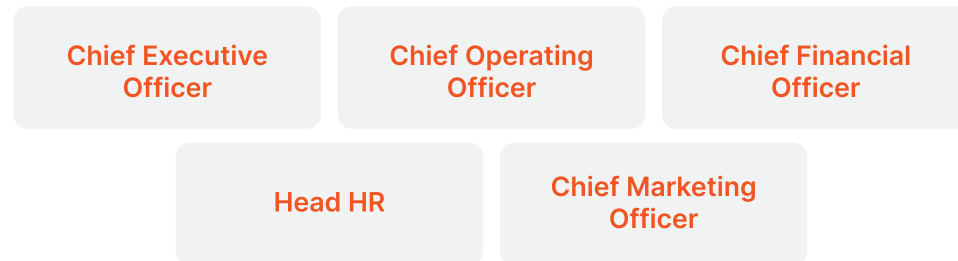 Chief Executive
Officer
Chief Operating
Officer
Chief Financial
Officer
Head HR
Chief Marketing
Officer